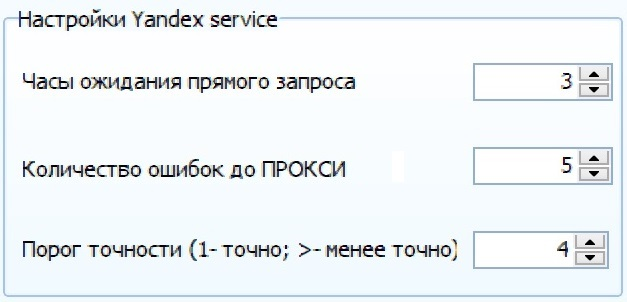 Настройки Yandex service
Часы ожидания прямого запроса 3
Количество ошибок до ПРОКСИ 5
Порог точности (1- точно; >- менее точно) 4